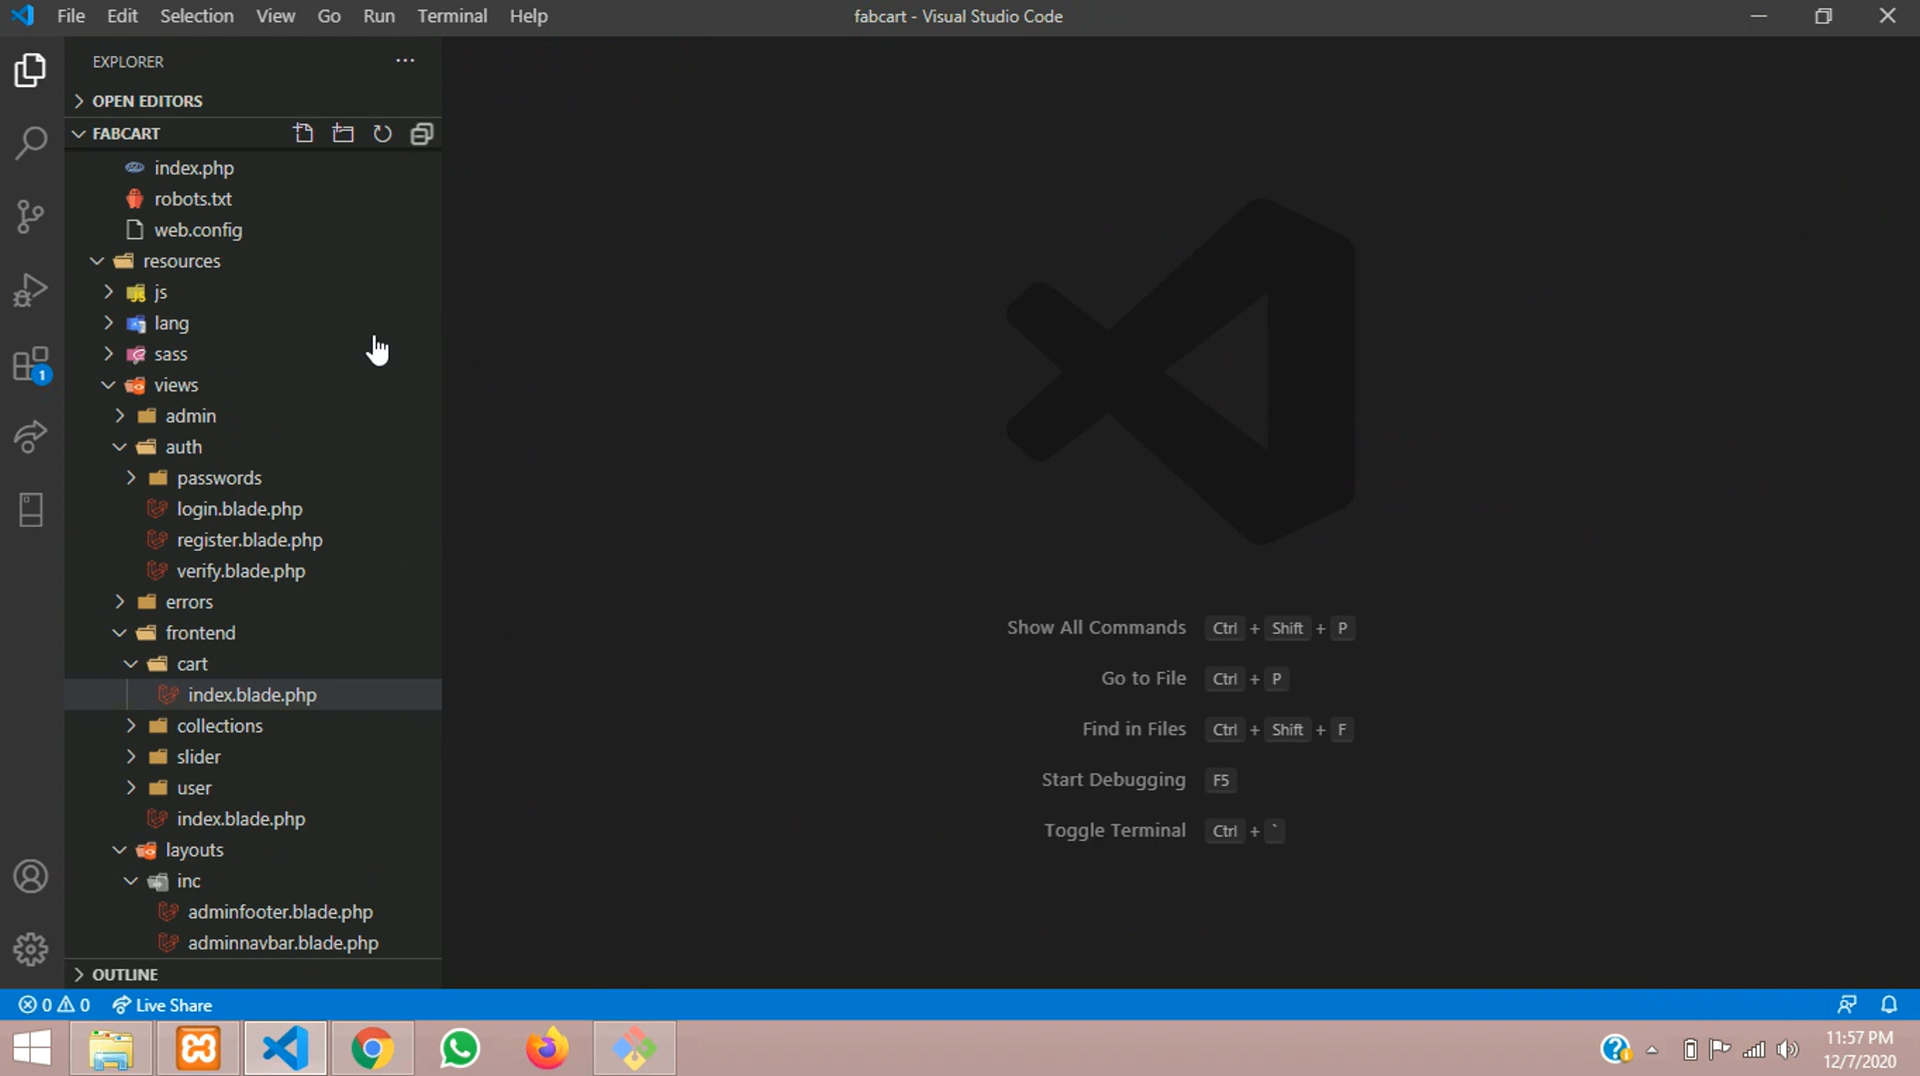 File Edit Selection View Go Run Terminal Help
fabcart - Visual Studio Code
EXPLORER
OPEN EDITORS
FABCART
index.php
robots.txt
web.config
resources
js
lang
sass
views
admin
auth
passwords
login.blade.php
register.blade.php
verify.blade.php
errors
frontend
cart
index.blade.php
collections
slider
user
index.blade.php
layouts
inc
adminfooter.blade.php
adminnavbar.blade.php
OUTLINE
1
Show All Commands Ctrl + Shift + P
Go to File Ctrl + P
Find in Files Ctrl + Shift + F
Start Debugging F5
Toggle Terminal Ctrl + `
0 0 Live Share
11:57 PM
12/7/2020